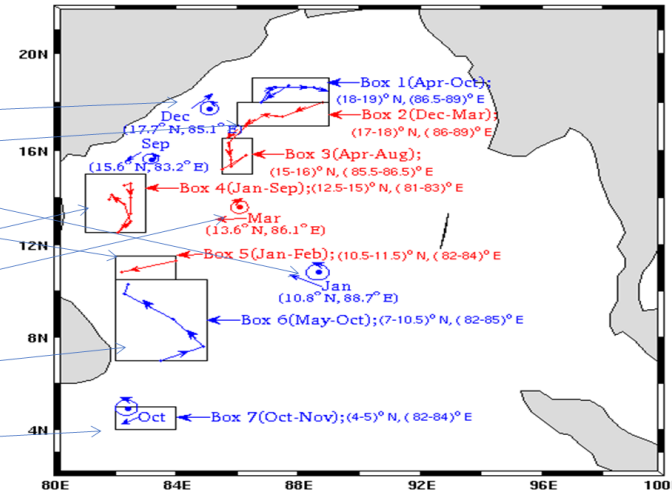 20N
Box 1(Apr-Oct);
(18-19)° N, (86.5-89)° E
Dec
(17.7° N, 85.1° E)
Box 2(Dec-Mar);
(17-18)° N, (86-89)° E
16N
Sep
(15.6° N, 83.2° E)
Box 3(Apr-Aug);
(15-16)° N, (85.5-86.5)° E
Box 4(Jan-Sep);(12.5-15)° N, (81-83)° E
Mar
(13.6° N, 86.1° E)
12N
Box 5(Jan-Feb);(10.5-11.5)° N, (82-84)° E
Jan
(10.8° N, 88.7° E)
8N
Box 6(May-Oct);(7-10.5)° N, (82-85)° E
Oct
Box 7(Oct-Nov);(4-5)° N, (82-84)° E
4N
80E 84E 88E 92E 96E 100